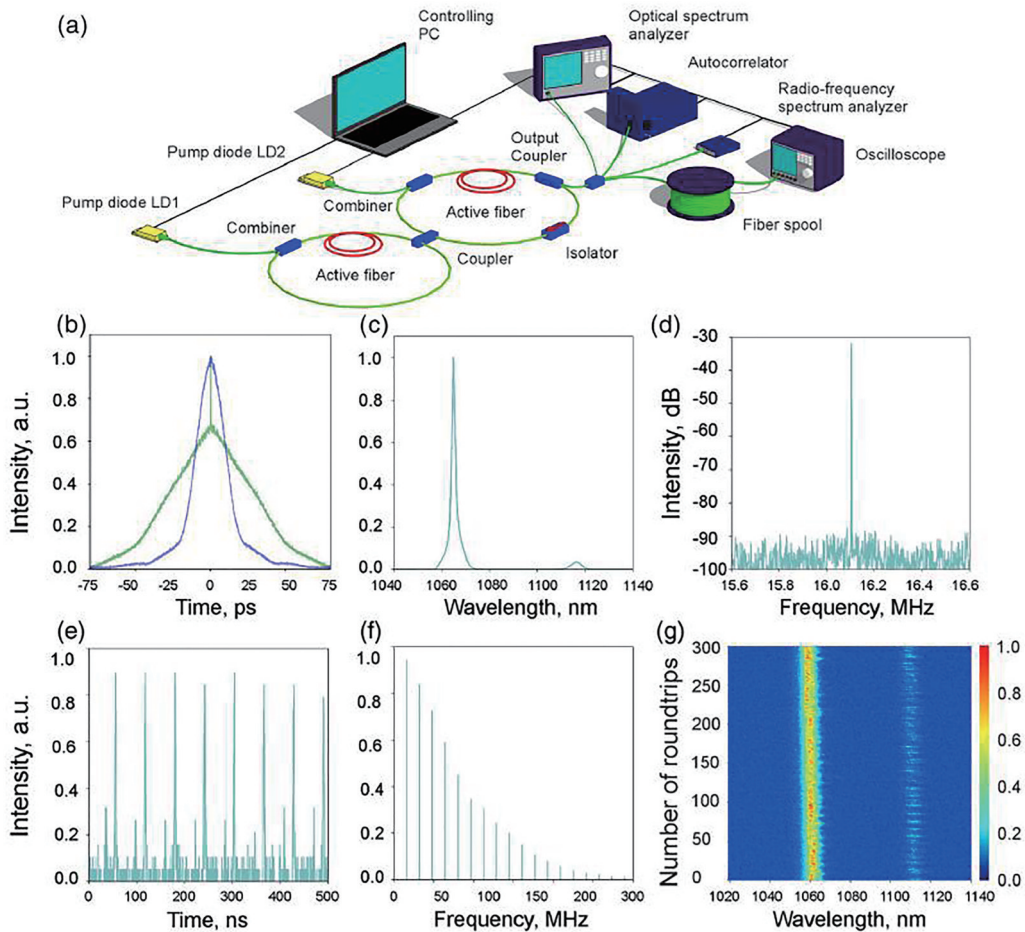 (a)
Controlling
PC
Optical spectrum
analyzer
Autocorrelator
Radio-frequency
spectrum analyzer
Oscilloscope
Output
Coupler
Pump diode LD2
Pump diode LD1
Combiner
Active fiber
Combiner
Active fiber
Coupler
Isolator
Fiber spool
(b)
Intensity, a.u.
1.0
0.8
0.6
0.4
0.2
0.0
-75 -50 -25 0 25 50 75
Time, ps
(c)
1.0
0.8
0.6
0.4
0.2
0.0
1040 1060 1080 1100 1120 1140
Wavelength, nm
(d)
Intensity, dB
-30
-40
-50
-60
-70
-80
-90
-100
15.6 15.8 16.0 16.2 16.4 16.6
Frequency, MHz
(e)
Intensity, a.u.
1.0
0.8
0.6
0.4
0.2
0.0
0 100 200 300 400 500
Time, ns
(f)
1.0
0.8
0.6
0.4
0.2
0.0
0 50 100 150 200 300
Frequency, MHz
(g)
Number of roundtrips
300
250
200
150
100
50
0
1020 1040 1060 1080 1100 1120 1140
Wavelength, nm
1.0
0.8
0.6
0.4
0.2
0.0